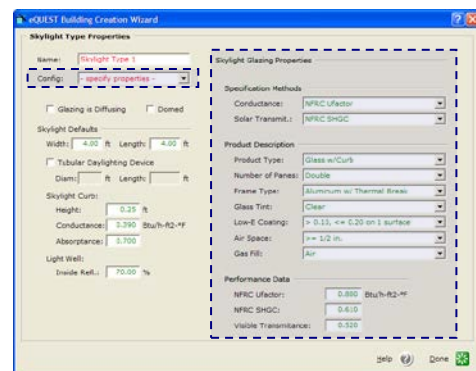 eQUEST Building Creation Wizard
Skylight Type Properties
Name: Skylight Type 1
Config: - specify properties -
Glazing is Diffusing Domed
Skylight Defaults
Width: 4.00 ft Length: 4.00 ft
Tubular Daylighting Device
Diam: ft Length: ft
Skylight Curb:
Height: 0.25 ft
Conductance: 0.390 Btu/h-ft2-°F
Absorptance: 0.700
Light Well:
Inside Refl.: 70.00 %
Skylight Glazing Properties
Specification Methods
Conductance: NFRC Ufactor
Solar Transmit.: NFRC SHGC
Product Description
Product Type: Glass w/Curb
Number of Panes: Double
Frame Type: Aluminum w/ Thermal Break
Glass Tint: Clear
Low-E Coating: > 0.10, <= 0.20 on 1 surface
Air Space: >= 1/2 in.
Gas Fill: Air
Performance Data
NFRC Ufactor: 0.800 Btu/h-ft2-°F
NFRC SHGC: 0.610
Visible Transmitance: 0.520
Help Done